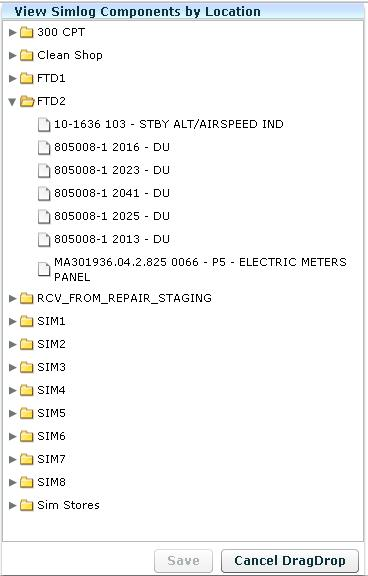 View Simlog Components by Location
300 CPT
Clean Shop
FTD1
FTD2
10-1636 103 - STBY ALT/AIRSPEED IND
805008-1 2016 - DU
805008-1 2023 - DU
805008-1 2041 - DU
805008-1 2025 - DU
805008-1 2013 - DU
MA301936.04.2.825 0066 - P5 - ELECTRIC METERS
PANEL
RCV_FROM_REPAIR_STAGING
SIM1
SIM2
SIM3
SIM4
SIM5
SIM6
SIM7
SIM8
Sim Stores
Save
Cancel DragDrop